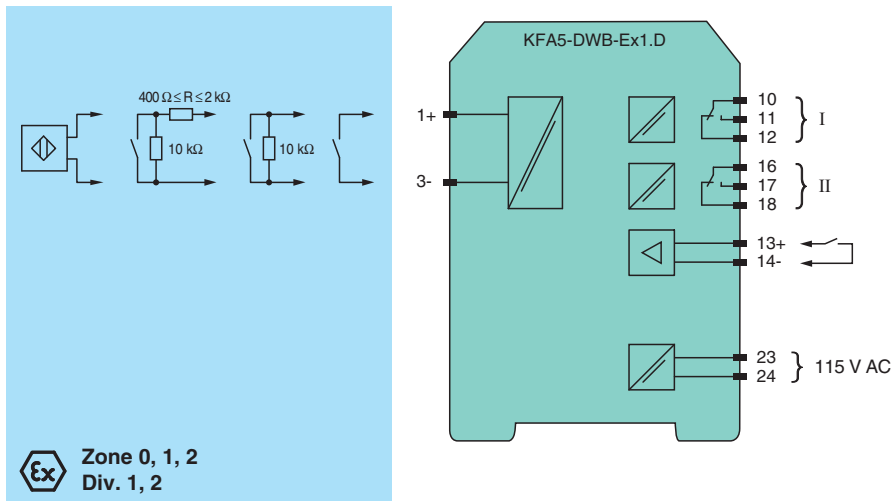 KFA5-DWB-Ex1.D
400 Ω ≤ R ≤ 2 kΩ
10 kΩ
10 kΩ
1+
3-
10
11
12
I
16
17
18
II
13+
14-
23
24
115 V AC
Ex
Zone 0, 1, 2
Div. 1, 2